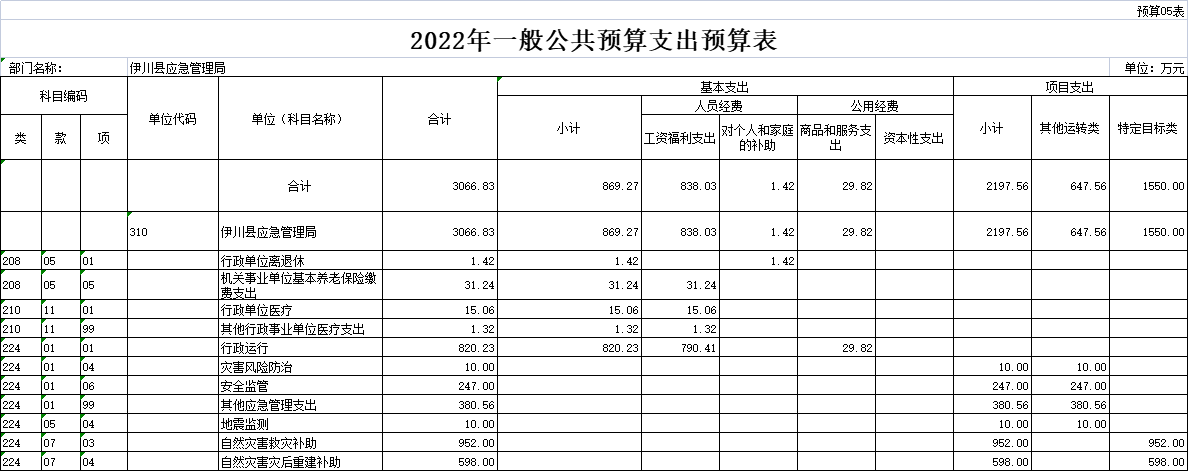 预算05表
2022年一般公共预算支出预算表
部门名称： 伊川县应急管理局 单位：万元
科目编码 单位代码 单位（科目名称） 合计 基本支出 项目支出
小计 人员经费 公用经费 小计 其他运转类 特定目标类
类 款 项 工资福利支出 对个人和家庭的补助 商品和服务支出 资本性支出
合计 3066.83 869.27 838.03 1.42 29.82 2197.56 647.56 1550.00
310 伊川县应急管理局 3066.83 869.27 838.03 1.42 29.82 2197.56 647.56 1550.00
208 05 01 行政单位离退休 1.42 1.42 1.42
208 05 05 机关事业单位基本养老保险缴费支出 31.24 31.24 31.24
210 11 01 行政单位医疗 15.06 15.06 15.06
210 11 99 其他行政事业单位医疗支出 1.32 1.32 1.32
224 01 01 行政运行 820.23 820.23 790.41 29.82
224 01 04 灾害风险防治 10.00 10.00 10.00
224 01 06 安全监管 247.00 247.00 247.00
224 01 99 其他应急管理支出 380.56 380.56 380.56
224 05 04 地震监测 10.00 10.00 10.00
224 07 03 自然灾害救灾补助 952.00 952.00 952.00
224 07 04 自然灾害灾后重建补助 598.00 598.00 598.00